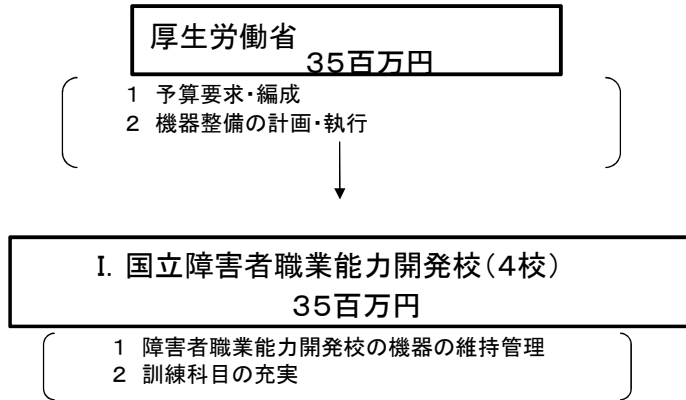 厚生労働省
35百万円
1 予算要求・編成
2 機器整備の計画・執行
Ⅰ. 国立障害者職業能力開発校(4校)
35百万円
1 障害者職業能力開発校の機器の維持管理
2 訓練科目の充実